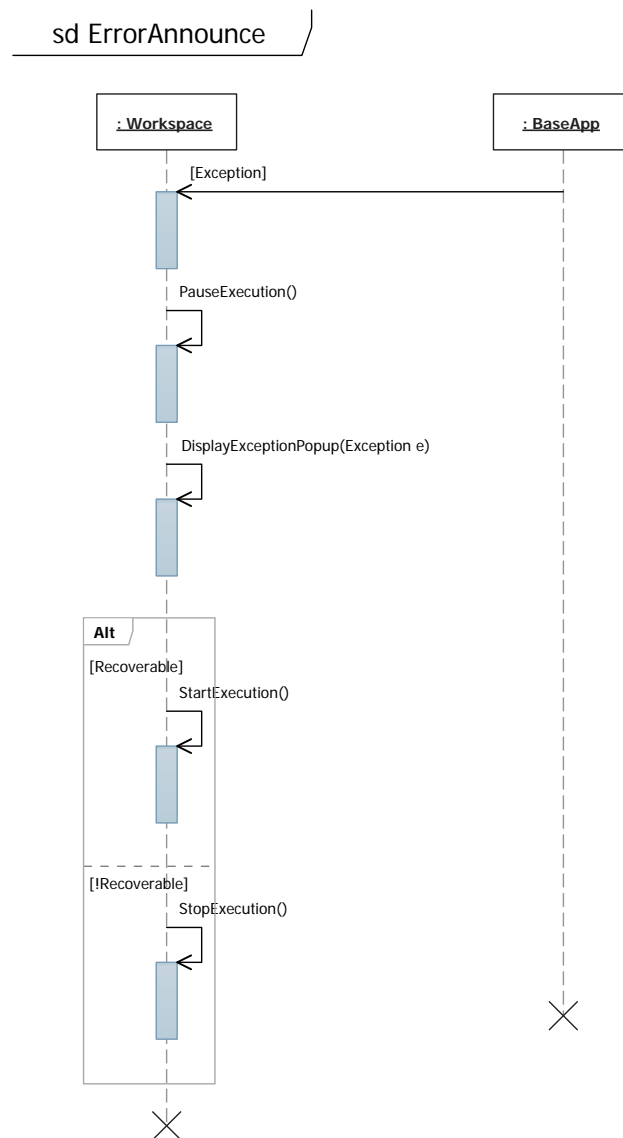 sd ErrorAnnounce
: Workspace
: BaseApp
[Exception]
PauseExecution()
DisplayExceptionPopup(Exception e)
Alt
[Recoverable]
StartExecution()
[!Recoverable]
StopExecution()